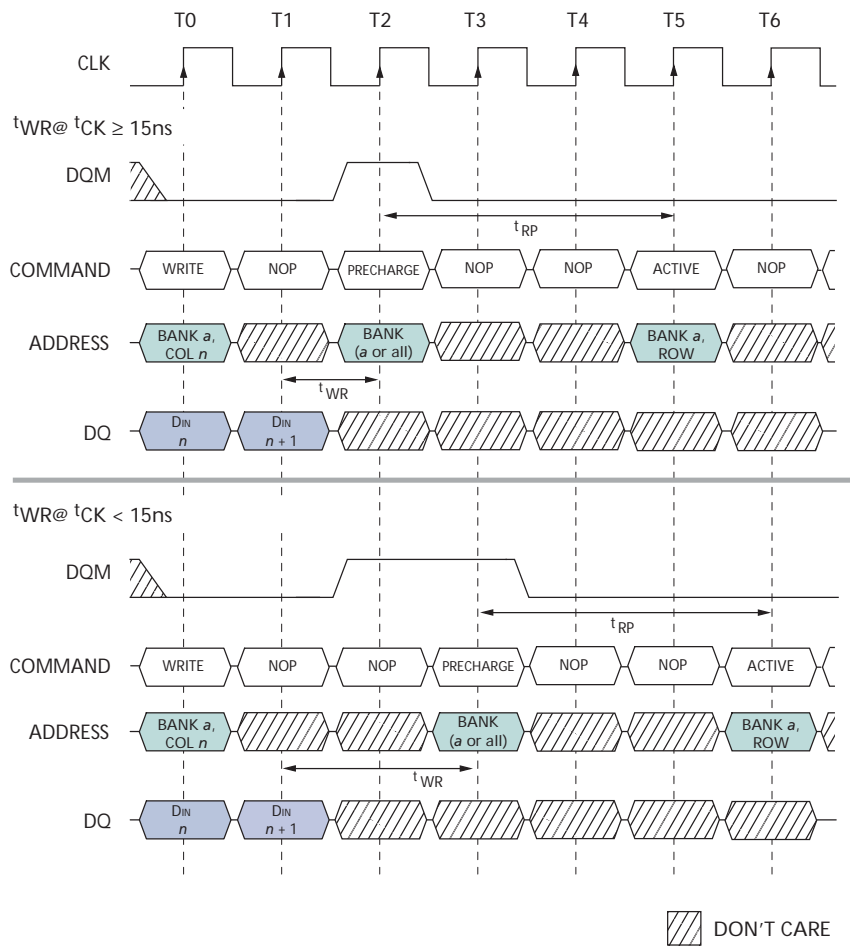 T0 T1 T2 T3 T4 T5 T6
CLK
tWR@ tCK ≥ 15ns
DQM
tRP
COMMAND WRITE NOP PRECHARGE NOP NOP ACTIVE NOP
ADDRESS BANK a, COL n BANK (a or all) BANK a, ROW
tWR
DQ DIN n DIN n + 1
tWR@ tCK < 15ns
DQM
tRP
COMMAND WRITE NOP NOP PRECHARGE NOP NOP ACTIVE
ADDRESS BANK a, COL n BANK (a or all) BANK a, ROW
tWR
DQ DIN n DIN n + 1
DON'T CARE